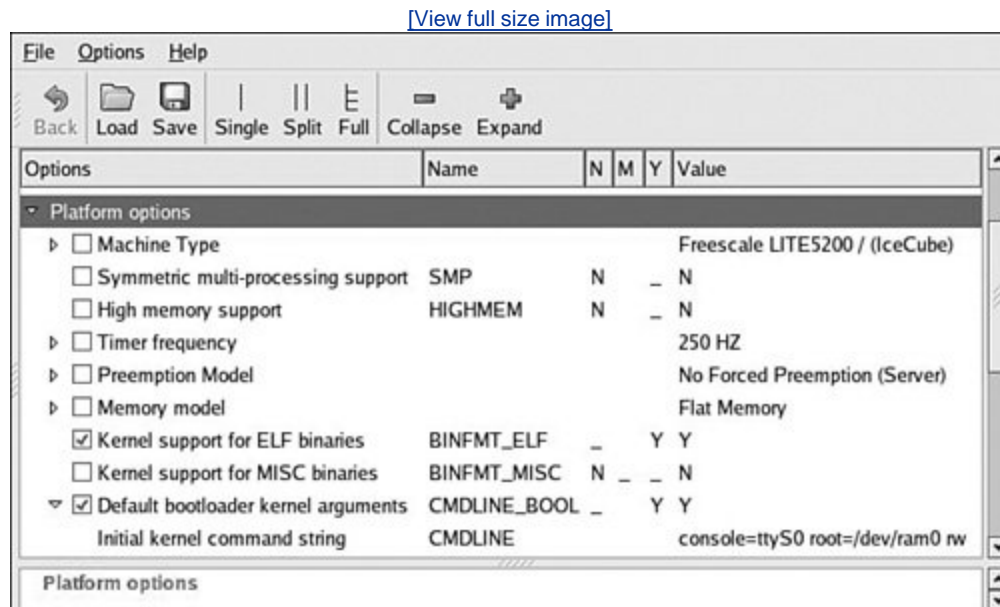 [View full size image]
File Options Help
Back Load Save Single Split Full Collapse Expand
Options Name N M Y Value
Platform options
Machine Type Freescale LITE5200 / (IceCube)
Symmetric multi-processing support SMP N _ N
High memory support HIGHMEM N _ N
Timer frequency 250 HZ
Preemption Model No Forced Preemption (Server)
Memory model Flat Memory
Kernel support for ELF binaries BINFMT_ELF _ Y Y
Kernel support for MISC binaries BINFMT_MISC N _ _ N
Default bootloader kernel arguments CMDLINE_BOOL _ Y Y
Initial kernel command string CMDLINE console=ttyS0 root=/dev/ram0 rw
Platform options